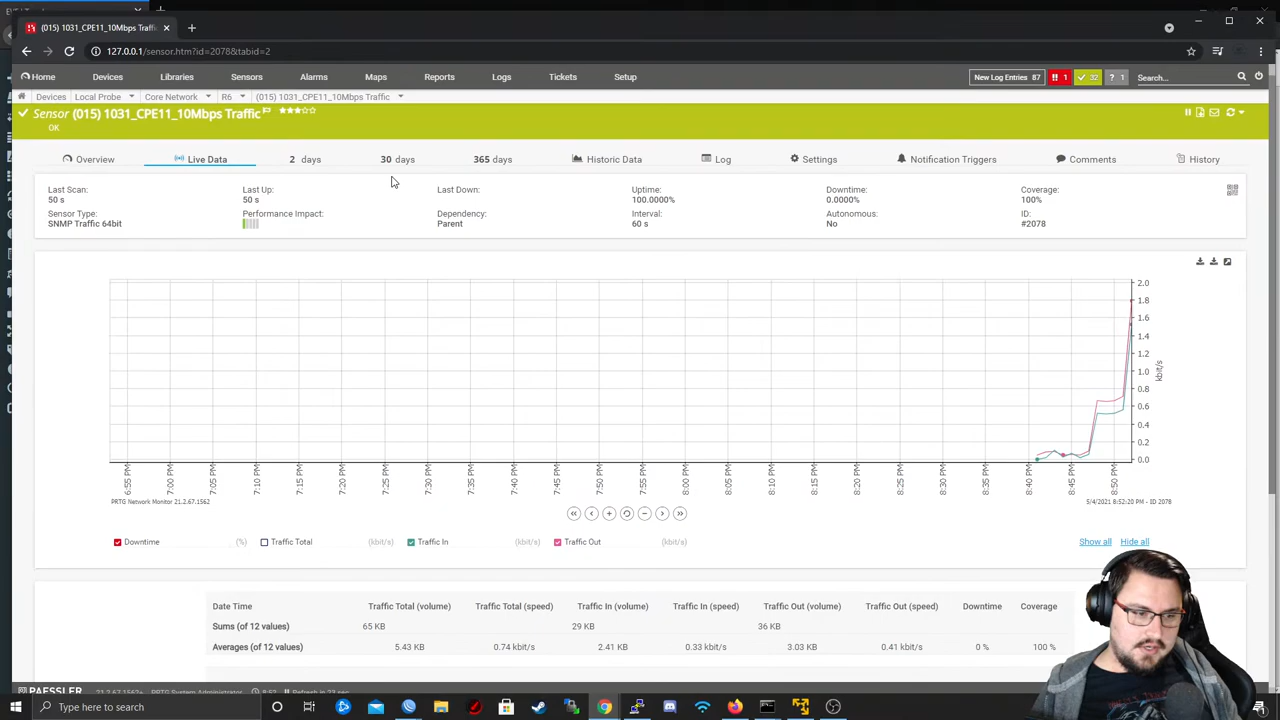 (015) 1031_CPE11_10Mbps Traff
127.0.0.1/sensor.htm?id=2078&tabid=2
Home Devices Libraries Sensors Alarms Maps Reports Logs Tickets Setup New Log Entries 87 1 32 1 Search...
Devices Local Probe Core Network R6 (015) 1031_CPE11_10Mbps Traffic
Sensor (015) 1031_CPE11_10Mbps Traffic
OK
Overview Live Data 2 days 30 days 365 days Historic Data Log Settings Notification Triggers Comments History
Last Scan: Last Up: Last Down: Uptime: Downtime: Coverage:
50 s 50 s 100.0000% 0.0000% 100%
Sensor Type: Performance Impact: Dependency: Interval: Autonomous: ID:
SNMP Traffic 64bit Parent 60 s No #2078
2.0
1.8
1.6
1.4
1.2
1.0
0.8
0.6
0.4
0.2
0.0
kbit/s
6:55 PM 7:00 PM 7:05 PM 7:10 PM 7:15 PM 7:20 PM 7:25 PM 7:30 PM 7:35 PM 7:40 PM 7:45 PM 7:50 PM 7:55 PM 8:00 PM 8:05 PM 8:10 PM 8:15 PM 8:20 PM 8:25 PM 8:30 PM 8:35 PM 8:40 PM 8:45 PM 8:50 PM
PRTG Network Monitor 21.2.67.1562 5/4/2021 8:52:20 PM - ID 2078
Downtime (%) Traffic Total (kbit/s) Traffic In (kbit/s) Traffic Out (kbit/s) Show all Hide all
Date Time Traffic Total (volume) Traffic Total (speed) Traffic In (volume) Traffic In (speed) Traffic Out (volume) Traffic Out (speed) Downtime Coverage
Sums (of 12 values) 65 KB 29 KB 36 KB
Averages (of 12 values) 5.43 KB 0.74 kbit/s 2.41 KB 0.33 kbit/s 3.03 KB 0.41 kbit/s 0 % 100 %
PAESSLER 21.2.67.1562+ PRTG System Administrator 8:52 Refresh in 23 sec
Type here to search